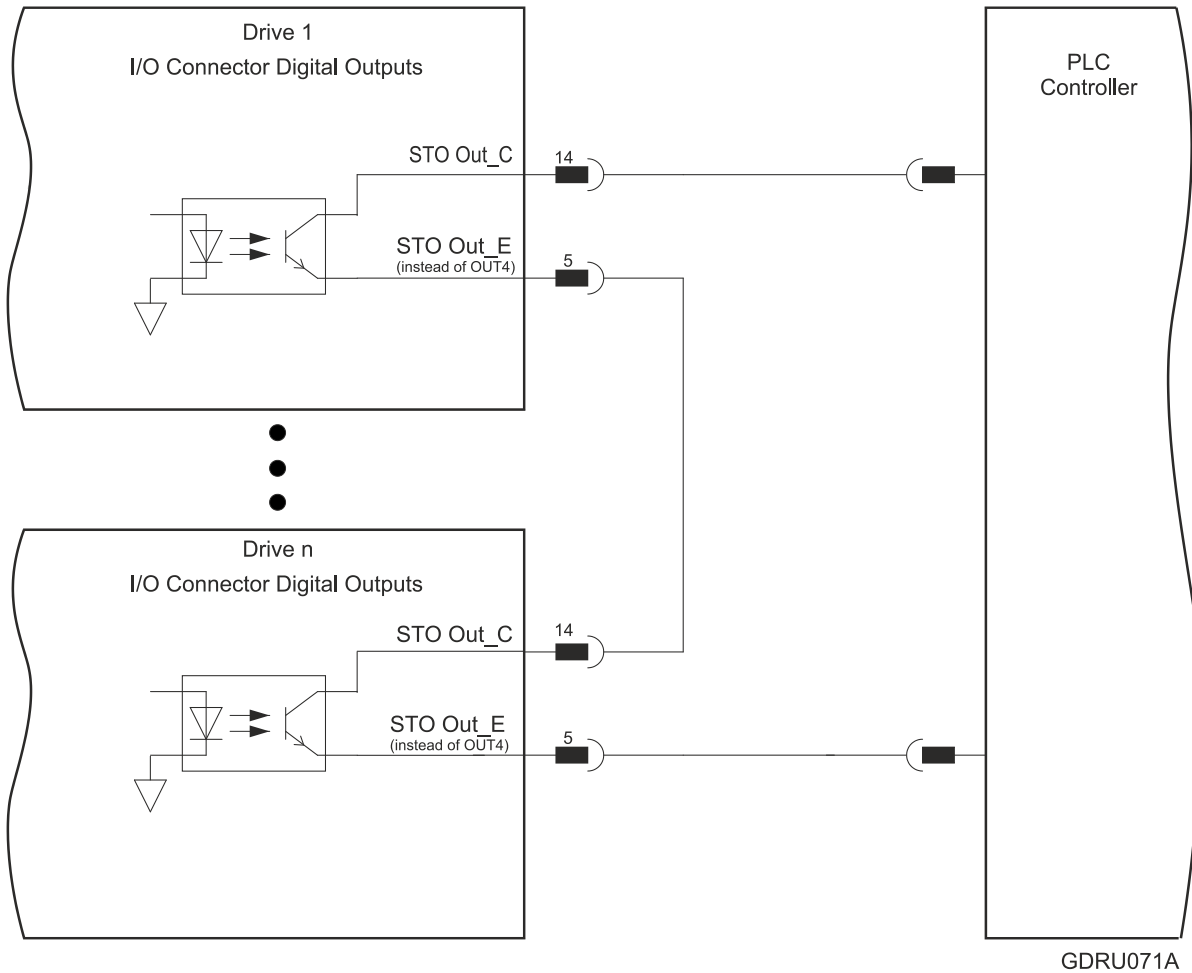 Drive 1
I/O Connector Digital Outputs
STO Out_C
14
STO Out_E
(instead of OUT4)
5
PLC
Controller
Drive n
I/O Connector Digital Outputs
STO Out_C
14
STO Out_E
(instead of OUT4)
5
GDRU071A